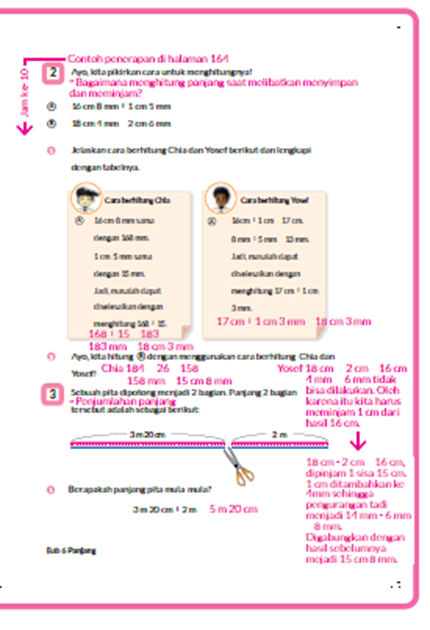 Contoh penerapan di halaman 164
Jam ke-10
2 Ayo, kita pikirkan cara untuk menghitungnya!
* Bagaimana menghitung panjang saat melibatkan menyimpan
dan meminjam?
A 16 cm 8 mm + 1 cm 5 mm
B 18 cm 4 mm 2 cm 6 mm
1 Jelaskan cara berhitung Chia dan Yosef berikut dan lengkapi
dengan tabelnya.
Cara berhitung Chia
A 16 cm 8 mm sama
dengan 168 mm.
1 cm 5 mm sama
dengan 15 mm.
Jadi, masalah dapat
diselesaikan dengan
menghitung 168 + 15.
168 + 15 183
183 mm 18 cm 3 mm
Cara berhitung Yosef
A 16cm + 1 cm 17 cm.
8 mm + 5 mm 13 mm.
Jadi, masalah dapat
diselesaikan dengan
menghitung 17 cm + 1 cm
3 mm.
17 cm + 1 cm 3 mm 18 cm 3 mm
2 Ayo, kita hitung B dengan menggunakan cara berhitung Chia dan
Yosef!
Chia 184 26 158
158 mm 15 cm 8 mm
Yosef 18 cm 2 cm 16 cm
4 mm 6 mm tidak
bisa dilakukan. Oleh
karena itu kita harus
meminjam 1 cm dari
hasil 16 cm.
18 cm - 2 cm 16 cm,
dipinjam 1 sisa 15 cm.
1 cm ditambahkan ke
4mm sehingga
pengurangan tadi
menjadi 14 mm - 6 mm
8 mm.
Digabungkan dengan
hasil sebelumnya
mejadi 15 cm 8 mm.
3 Sebuah pita dipotong menjadi 2 bagian. Panjang 2 bagian
* Penjumlahan panjang
tersebut adalah sebagai berikut:
3 m 20 cm 2 m
1 Berapakah panjang pita mula mula?
3 m 20 cm + 2 m 5 m 20 cm
Bab 6 Panjang